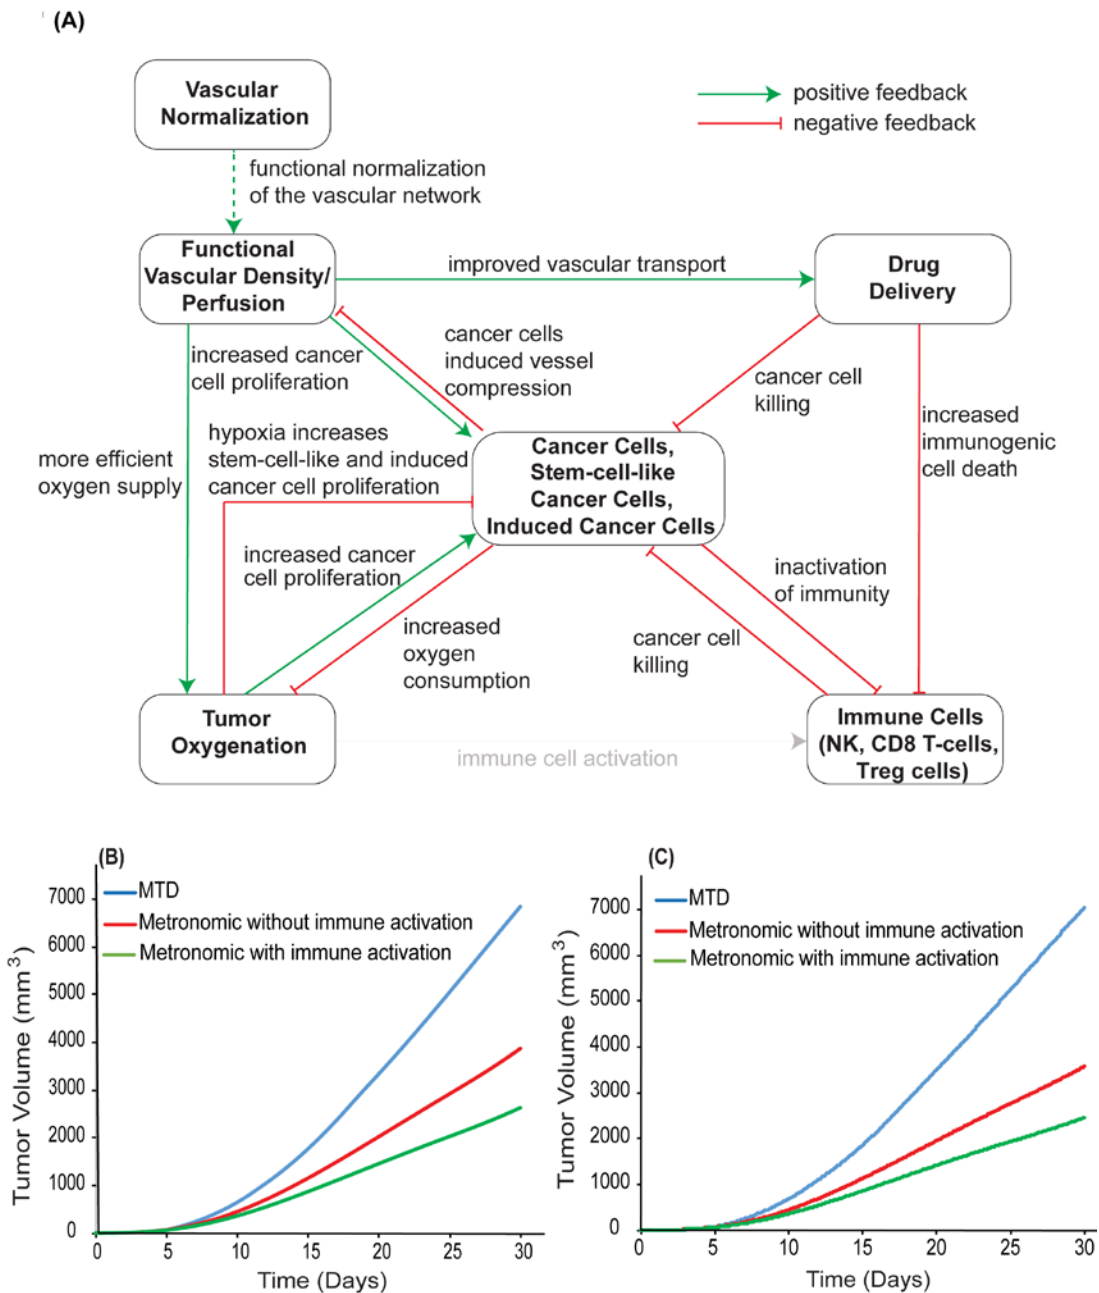 (A)
Vascular
Normalization
positive feedback
negative feedback
functional normalization
of the vascular network
Functional
Vascular Density/
Perfusion
improved vascular transport
Drug
Delivery
increased cancer
cell proliferation
cancer cells
induced vessel
compression
cancer cell
killing
increased
immunogenic
cell death
hypoxia increases
stem-cell-like and induced
cancer cell proliferation
more efficient
oxygen supply
Cancer Cells,
Stem-cell-like
Cancer Cells,
Induced Cancer Cells
increased cancer
cell proliferation
inactivation
of immunity
increased
oxygen
consumption
cancer cell
killing
Tumor
Oxygenation
immune cell activation
Immune Cells
(NK, CD8 T-cells,
Treg cells)
(B)
MTD
Metronomic without immune activation
Metronomic with immune activation
Tumor Volume (mm³)
7000
6000
5000
4000
3000
2000
1000
0
0 5 10 15 20 25 30
Time (Days)
(C)
MTD
Metronomic without immune activation
Metronomic with immune activation
Tumor Volume (mm³)
7000
6000
5000
4000
3000
2000
1000
0
0 5 10 15 20 25 30
Time (Days)